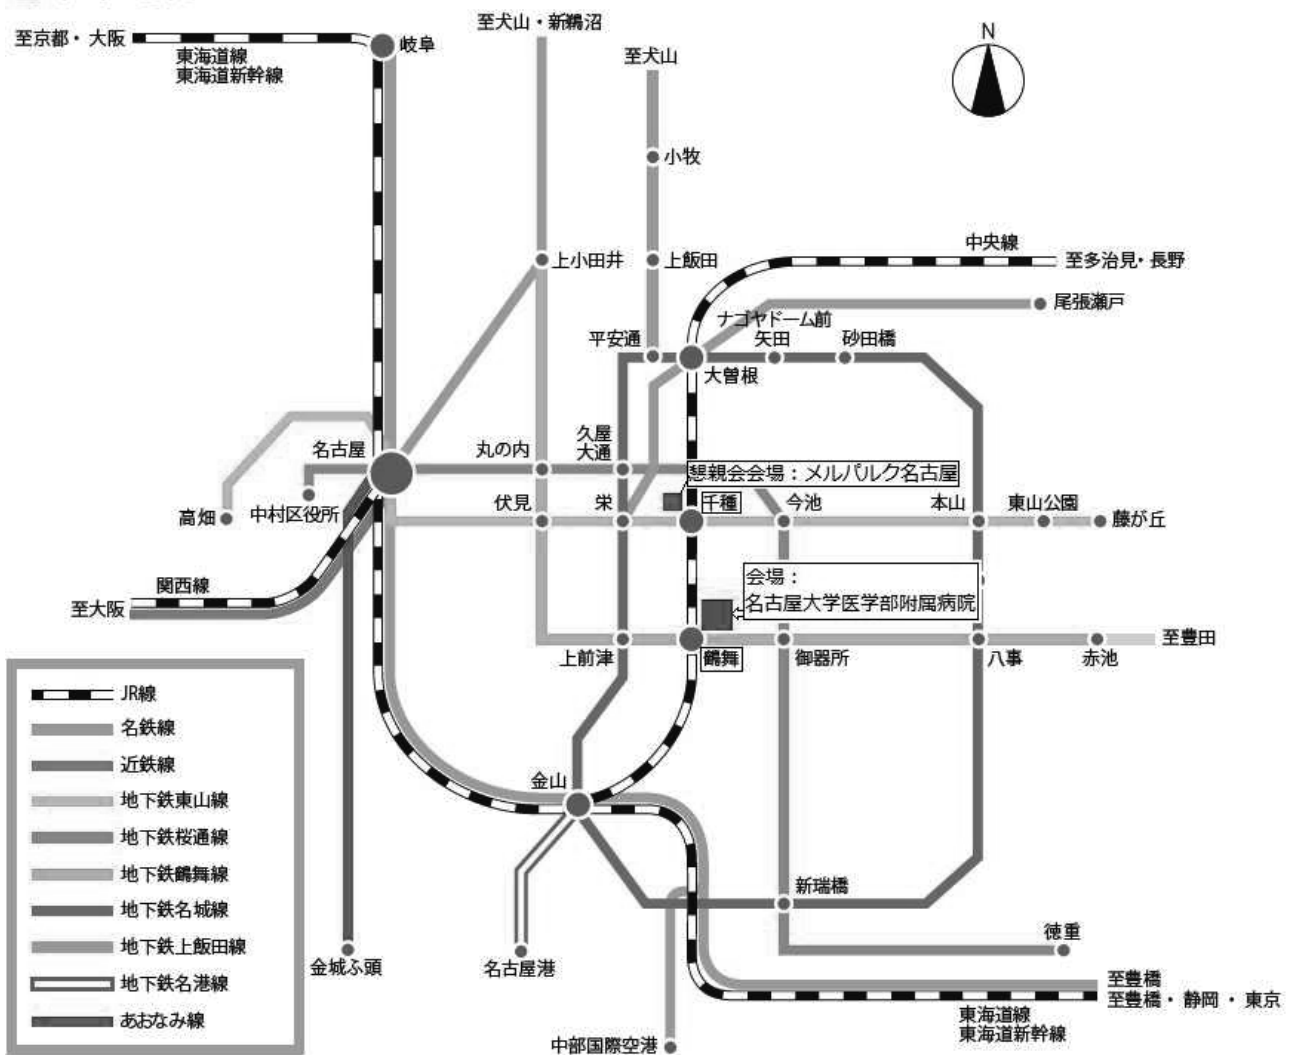 至犬山・新鵜沼
至京都・大阪
岐阜
東海道線
東海道新幹線
至犬山
N
小牧
中央線
上小田井
上飯田
至多治見・長野
尾張瀬戸
ナゴヤドーム前
平安通
矢田
砂田橋
大曽根
名古屋
丸の内
久屋
大通
懇親会会場：メルパルク名古屋
高畑
中村区役所
伏見
栄
千種
今池
本山
東山公園
藤が丘
会場：
名古屋大学医学部附属病院
関西線
至大阪
上前津
鶴舞
御器所
八事
赤池
至豊田
JR線
名鉄線
近鉄線
地下鉄東山線
地下鉄桜通線
地下鉄鶴舞線
地下鉄名城線
地下鉄上飯田線
地下鉄名港線
あおなみ線
金山
新瑞橋
徳重
金城ふ頭
名古屋港
至豊橋
至豊橋・静岡・東京
東海道線
東海道新幹線
中部国際空港